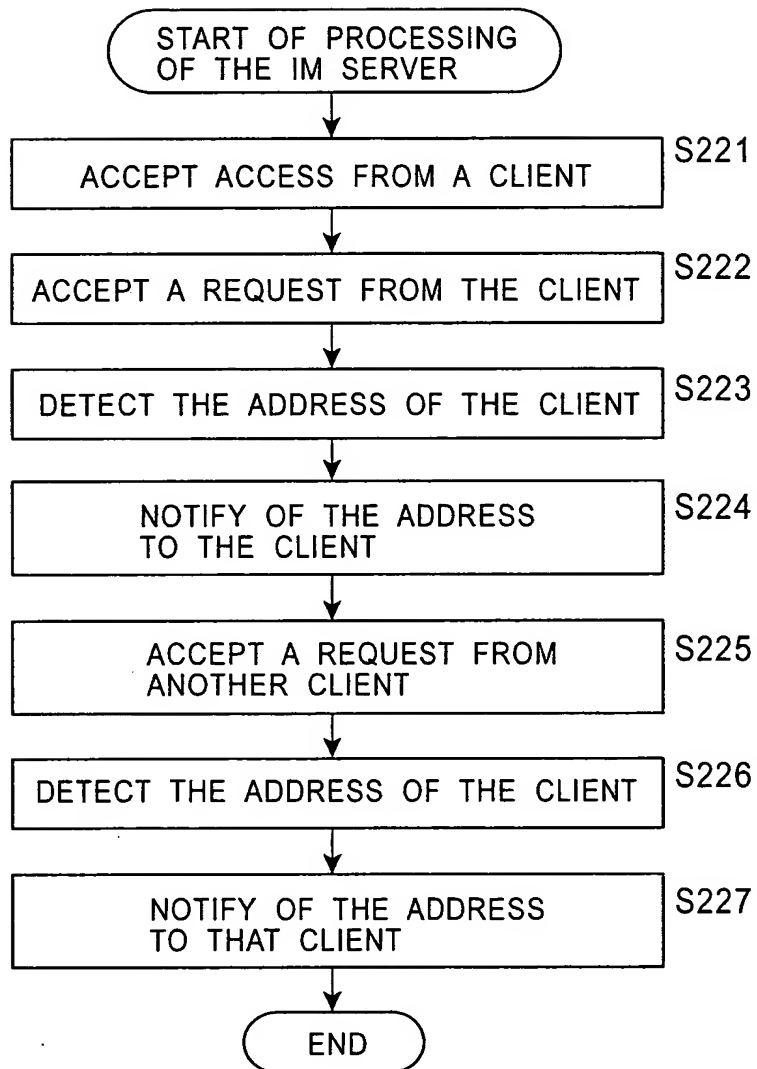 START OF PROCESSING
OF THE IM SERVER
S221
ACCEPT ACCESS FROM A CLIENT
S222
ACCEPT A REQUEST FROM THE CLIENT
S223
DETECT THE ADDRESS OF THE CLIENT
S224
NOTIFY OF THE ADDRESS
TO THE CLIENT
S225
ACCEPT A REQUEST FROM
ANOTHER CLIENT
S226
DETECT THE ADDRESS OF THE CLIENT
S227
NOTIFY OF THE ADDRESS
TO THAT CLIENT
END